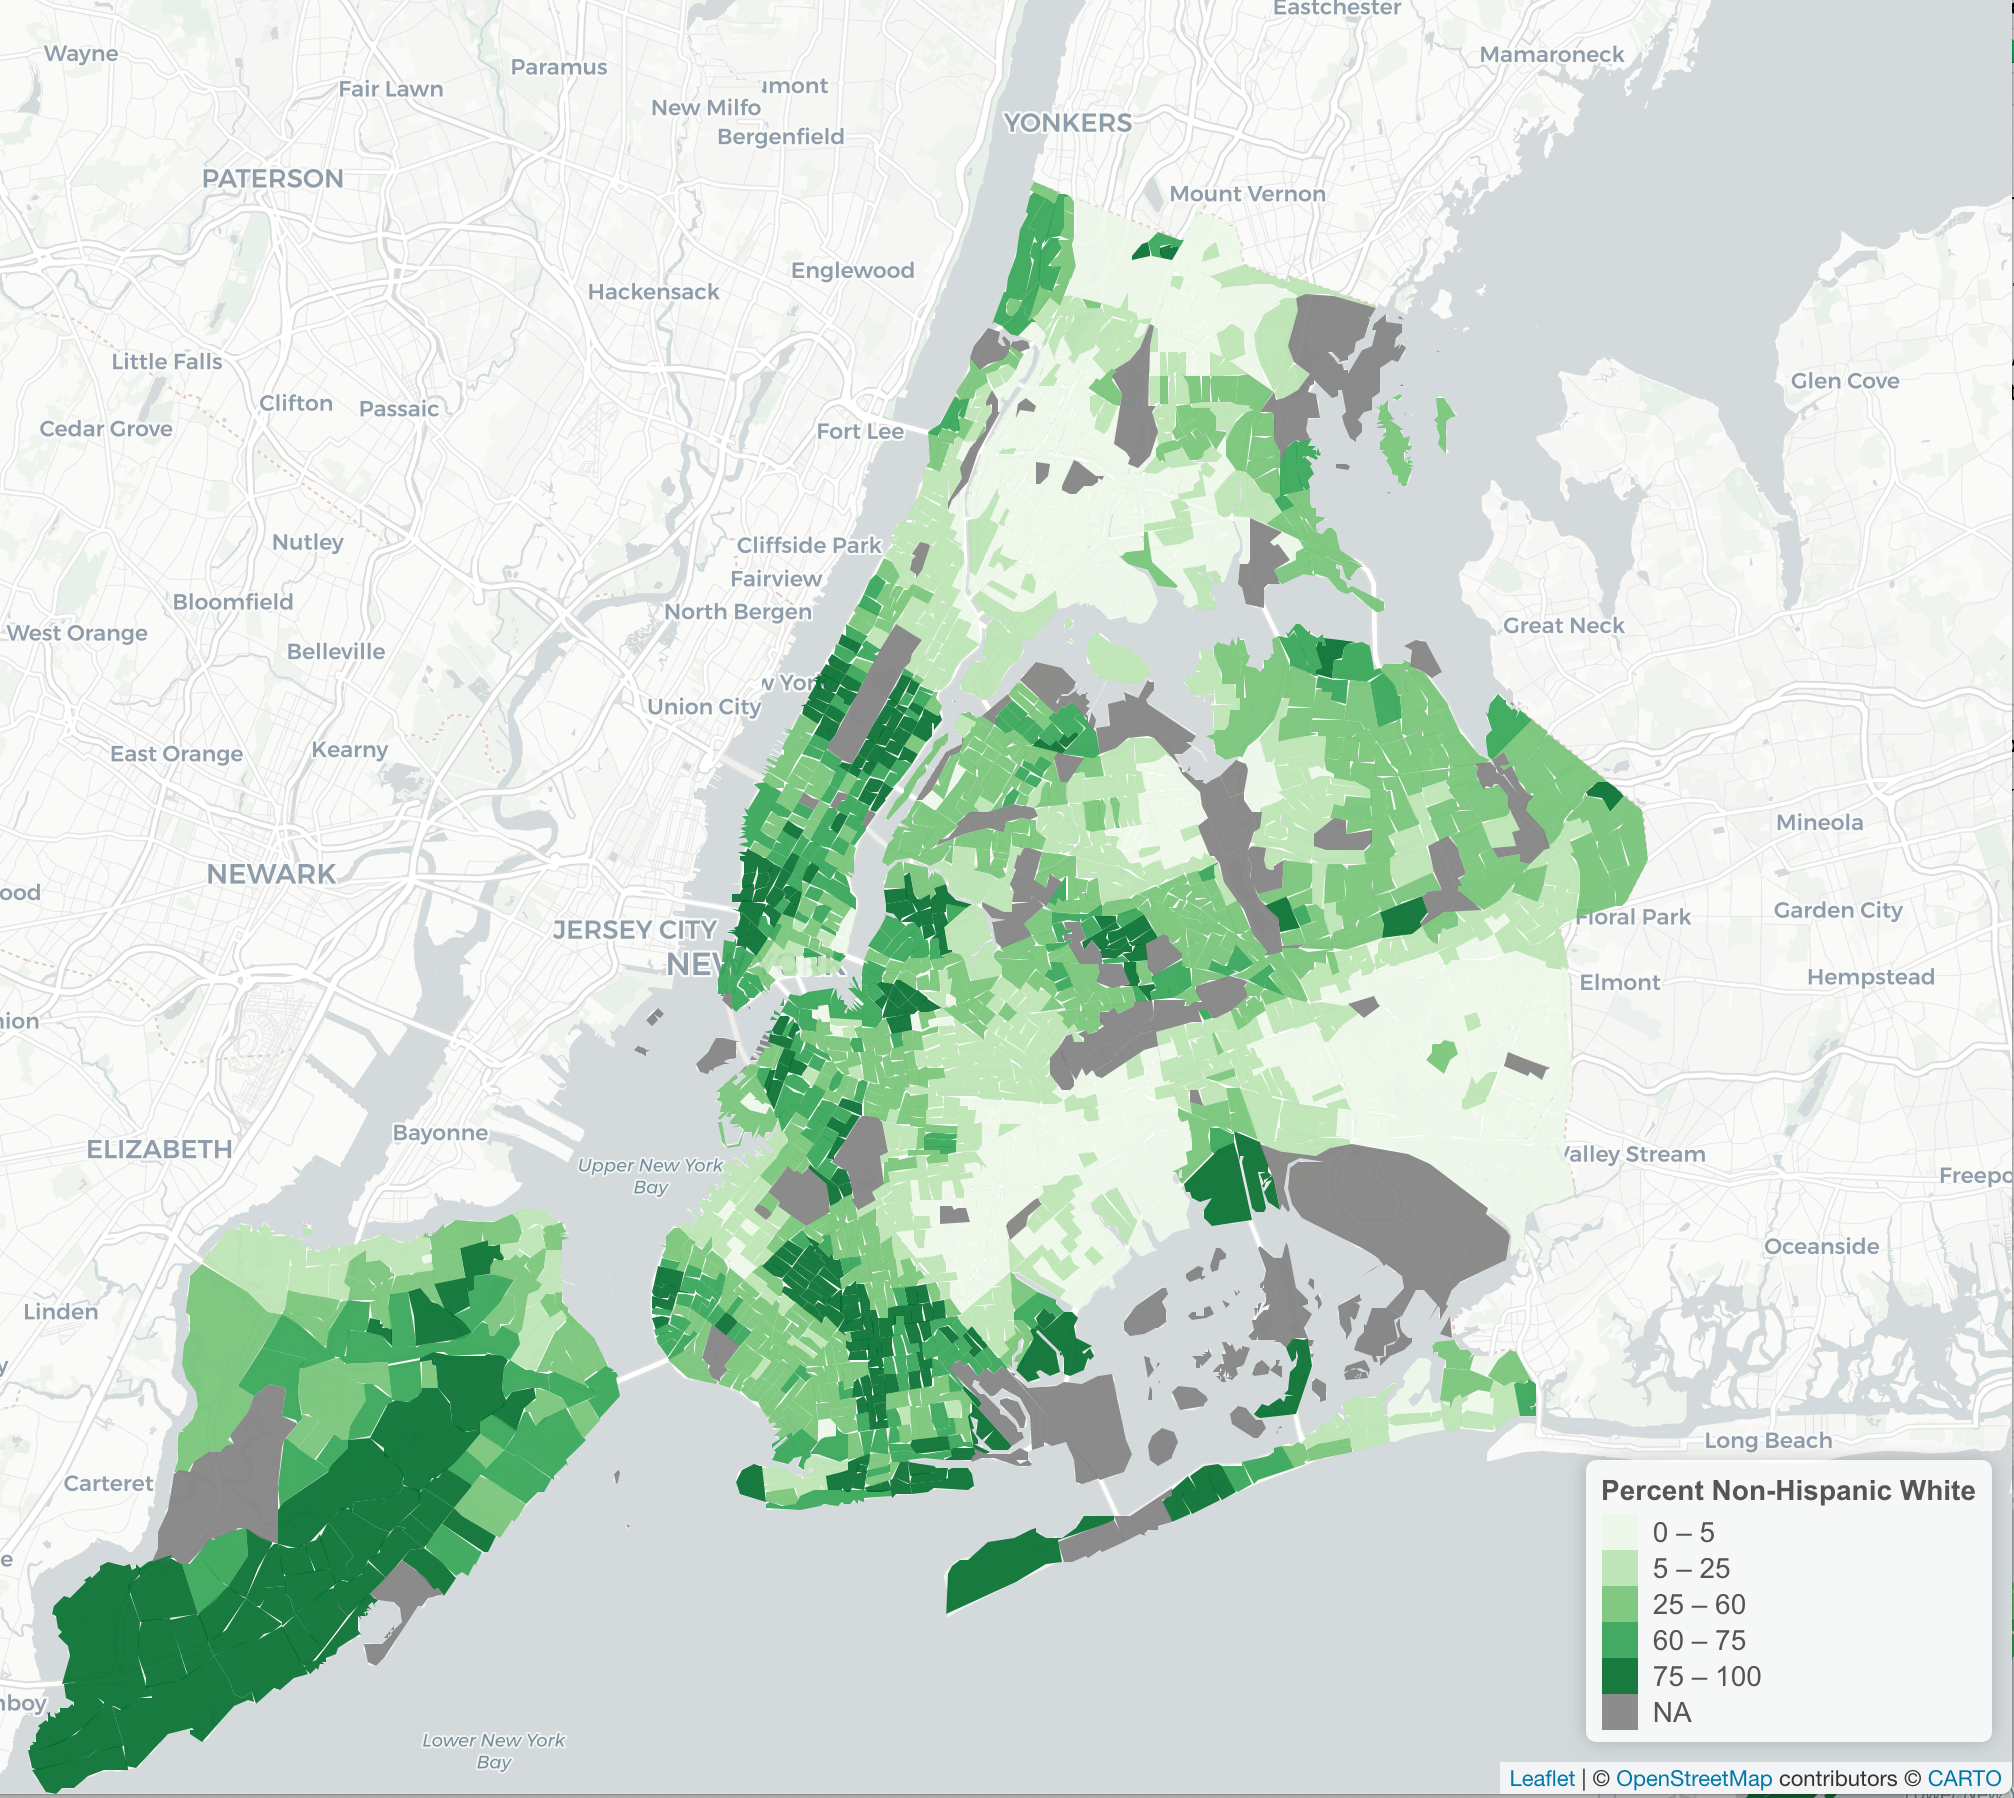 Eastchester
Wayne
Mamaroneck
Paramus
Fair Lawn
New Milfo
YONKERS
Bergenfield
PATERSON
Mount Vernon
Englewood
Hackensack
Little Falls
Glen Cove
Clifton
Passaic
Cedar Grove
Fort Lee
Nutley
Cliffside Park
Fairview
Bloomfield
North Bergen
West Orange
Great Neck
Belleville
w Yor
Union City
East Orange
Kearny
Mineola
NEWARK
ood
Garden City
Floral Park
JERSEY CITY
NEW YORK
Hempstead
Elmont
nion
Bayonne
ELIZABETH
Valley Stream
Upper New York
Bay
Freepo
Oceanside
Linden
y
Long Beach
Carteret
e
Percent Non-Hispanic White
0 – 5
5 – 25
25 – 60
60 – 75
75 – 100
NA
nboy
Lower New York
Bay
Leaflet | © OpenStreetMap contributors © CARTO